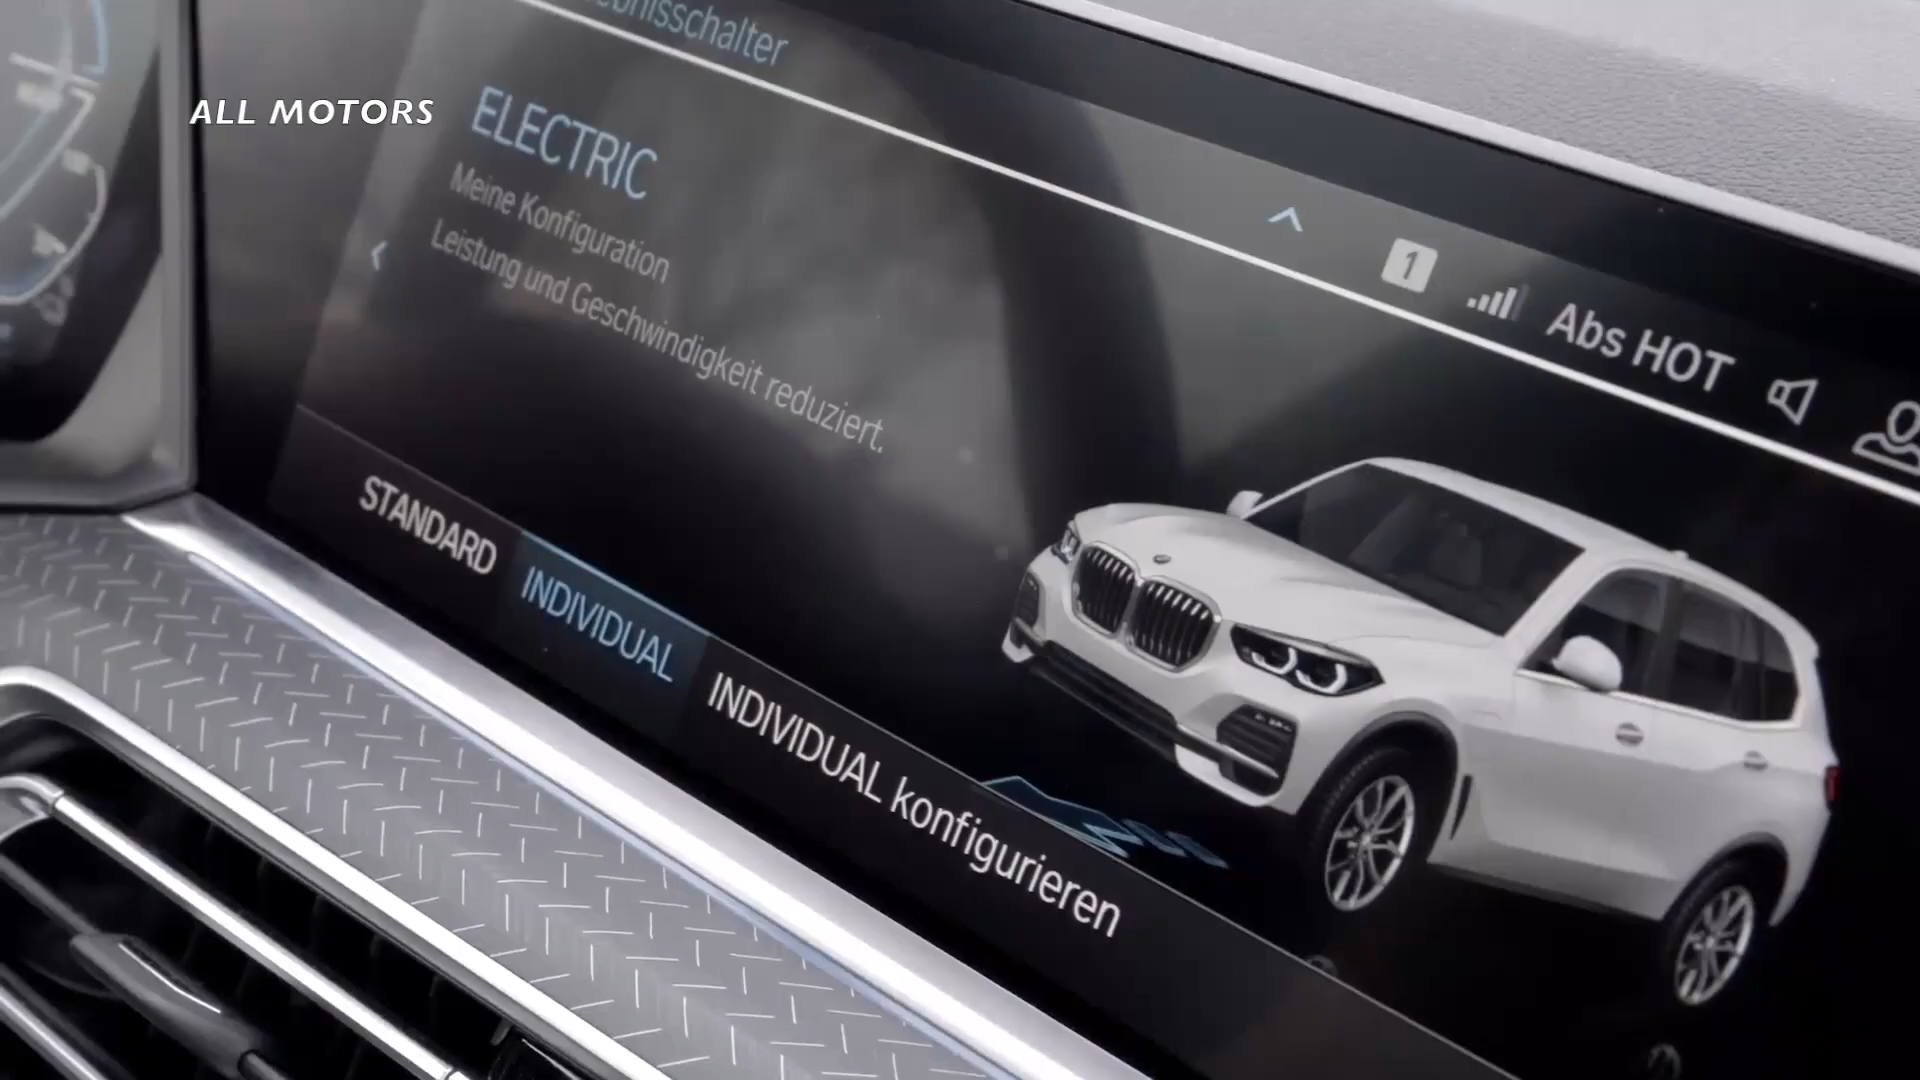 ALL MOTORS
ELECTRIC
Meine Konfiguration
Leistung und Geschwindigkeit reduziert.
1
Abs HOT
STANDARD
INDIVIDUAL
INDIVIDUAL konfigurieren